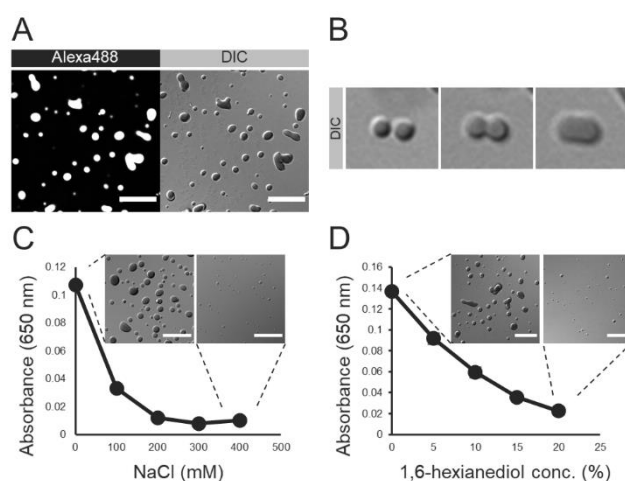 A
Alexa488 DIC
B
DIC
C
Absorbance (650 nm)
0.12
0.1
0.08
0.06
0.04
0.02
0
0 100 200 300 400 500
NaCl (mM)
D
Absorbance (650 nm)
0.16
0.14
0.12
0.1
0.08
0.06
0.04
0.02
0
0 5 10 15 20 25
1,6-hexianediol conc. (%)